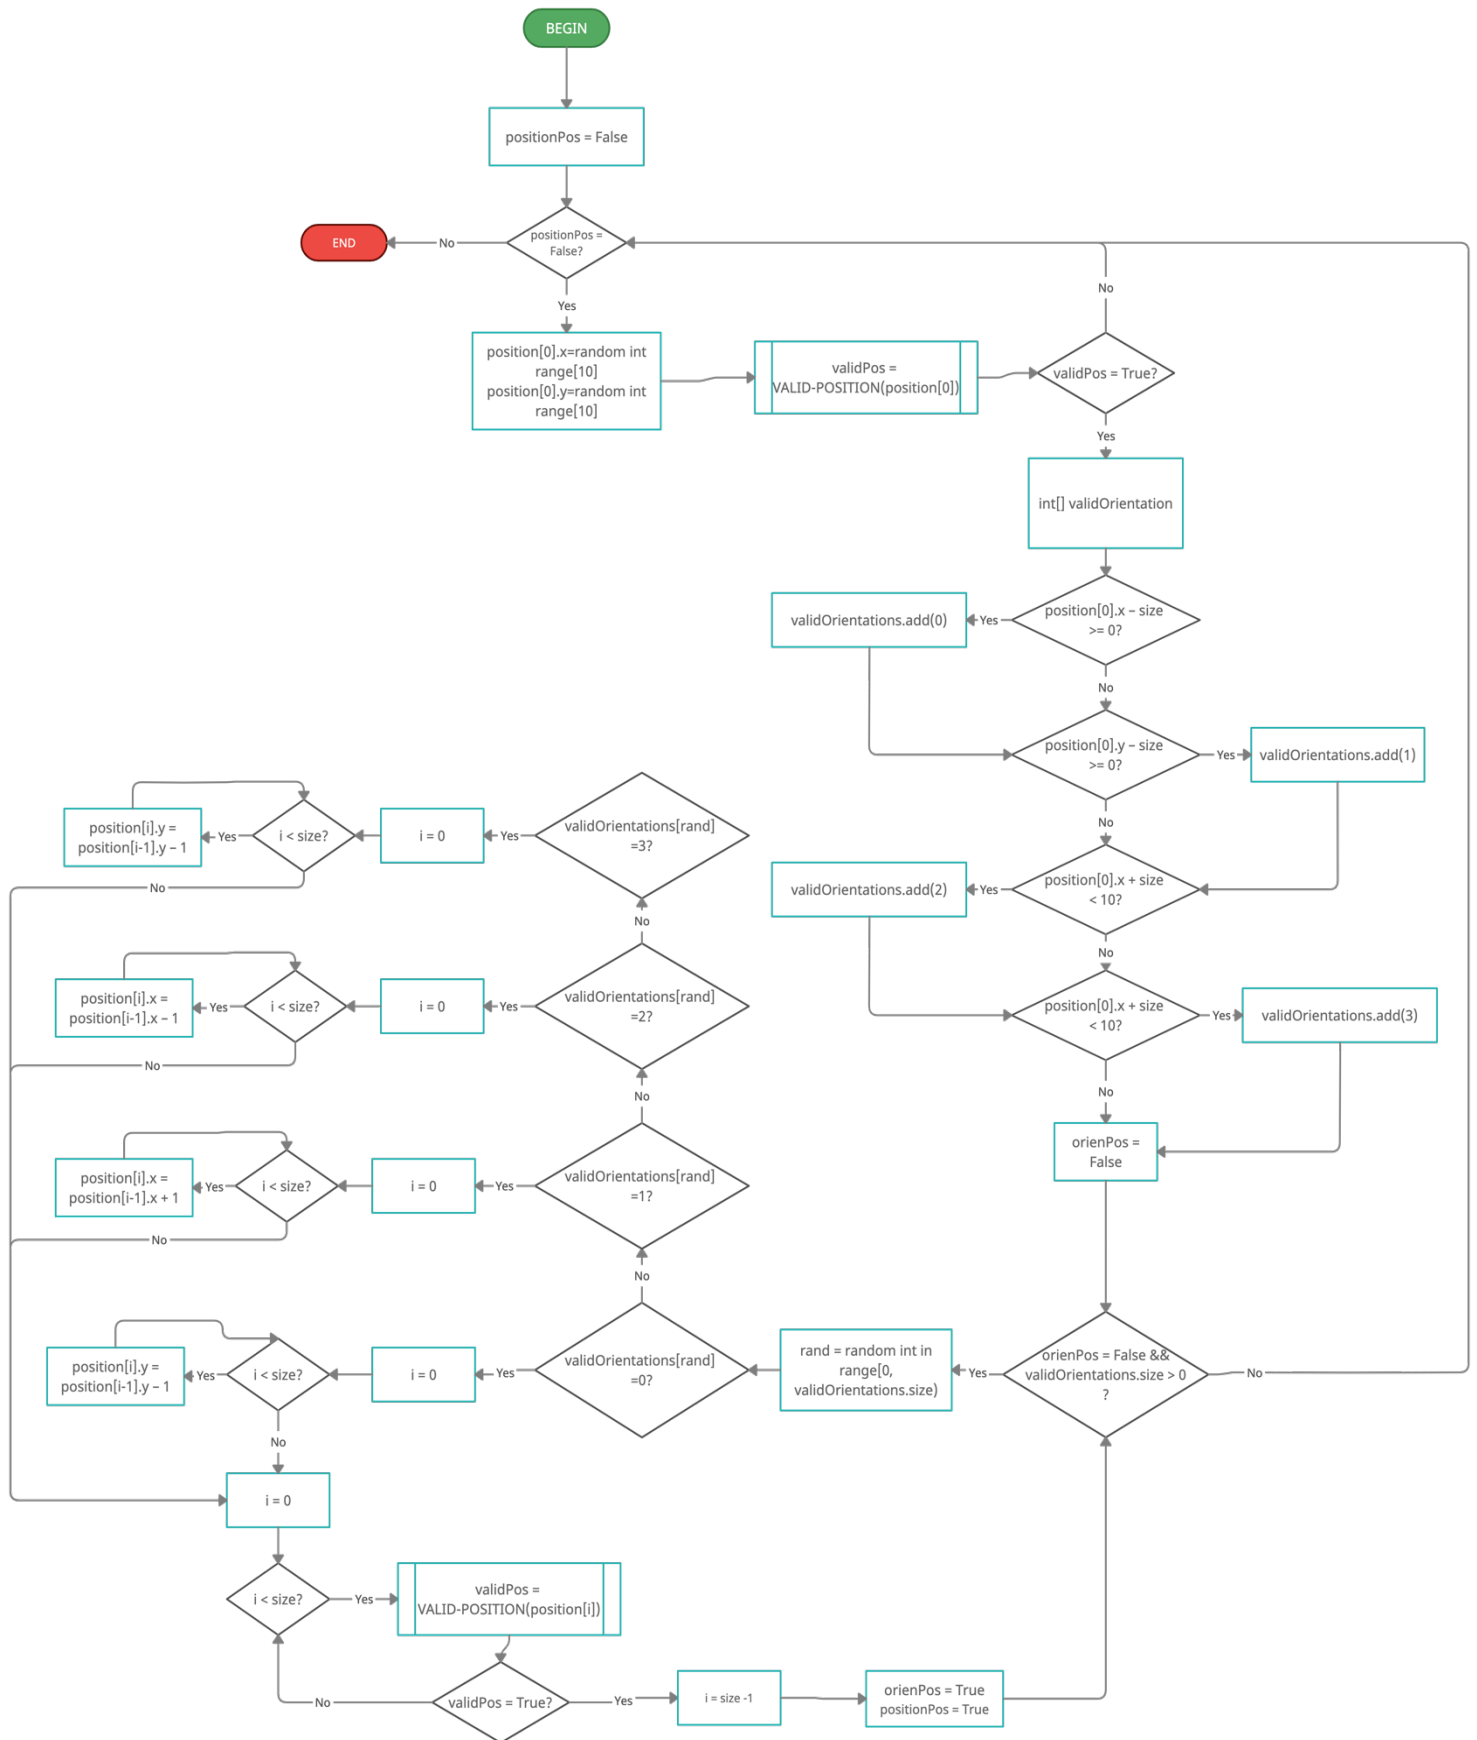 BEGIN
positionPos = False
positionPos =
False?
No
END
Yes
position[0].x=random int
range[10]
position[0].y=random int
range[10]
validPos =
VALID-POSITION(position[0])
validPos = True?
No
Yes
int[] validOrientation
position[0].x – size
>= 0?
Yes
validOrientations.add(0)
No
position[0].y – size
>= 0?
Yes
validOrientations.add(1)
No
position[0].x + size
< 10?
Yes
validOrientations.add(2)
No
position[0].x + size
< 10?
Yes
validOrientations.add(3)
No
orienPos =
False
orienPos = False &&
validOrientations.size > 0
?
No
Yes
rand = random int in
range[0,
validOrientations.size)
validOrientations[rand]
=0?
Yes
i = 0
i < size?
Yes
position[i].y =
position[i-1].y – 1
No
No
validOrientations[rand]
=1?
Yes
i = 0
i < size?
Yes
position[i].x =
position[i-1].x + 1
No
No
validOrientations[rand]
=2?
Yes
i = 0
i < size?
Yes
position[i].x =
position[i-1].x – 1
No
No
validOrientations[rand]
=3?
Yes
i = 0
i < size?
Yes
position[i].y =
position[i-1].y – 1
No
i = 0
i < size?
Yes
validPos =
VALID-POSITION(position[i])
validPos = True?
No
Yes
i = size -1
orienPos = True
positionPos = True